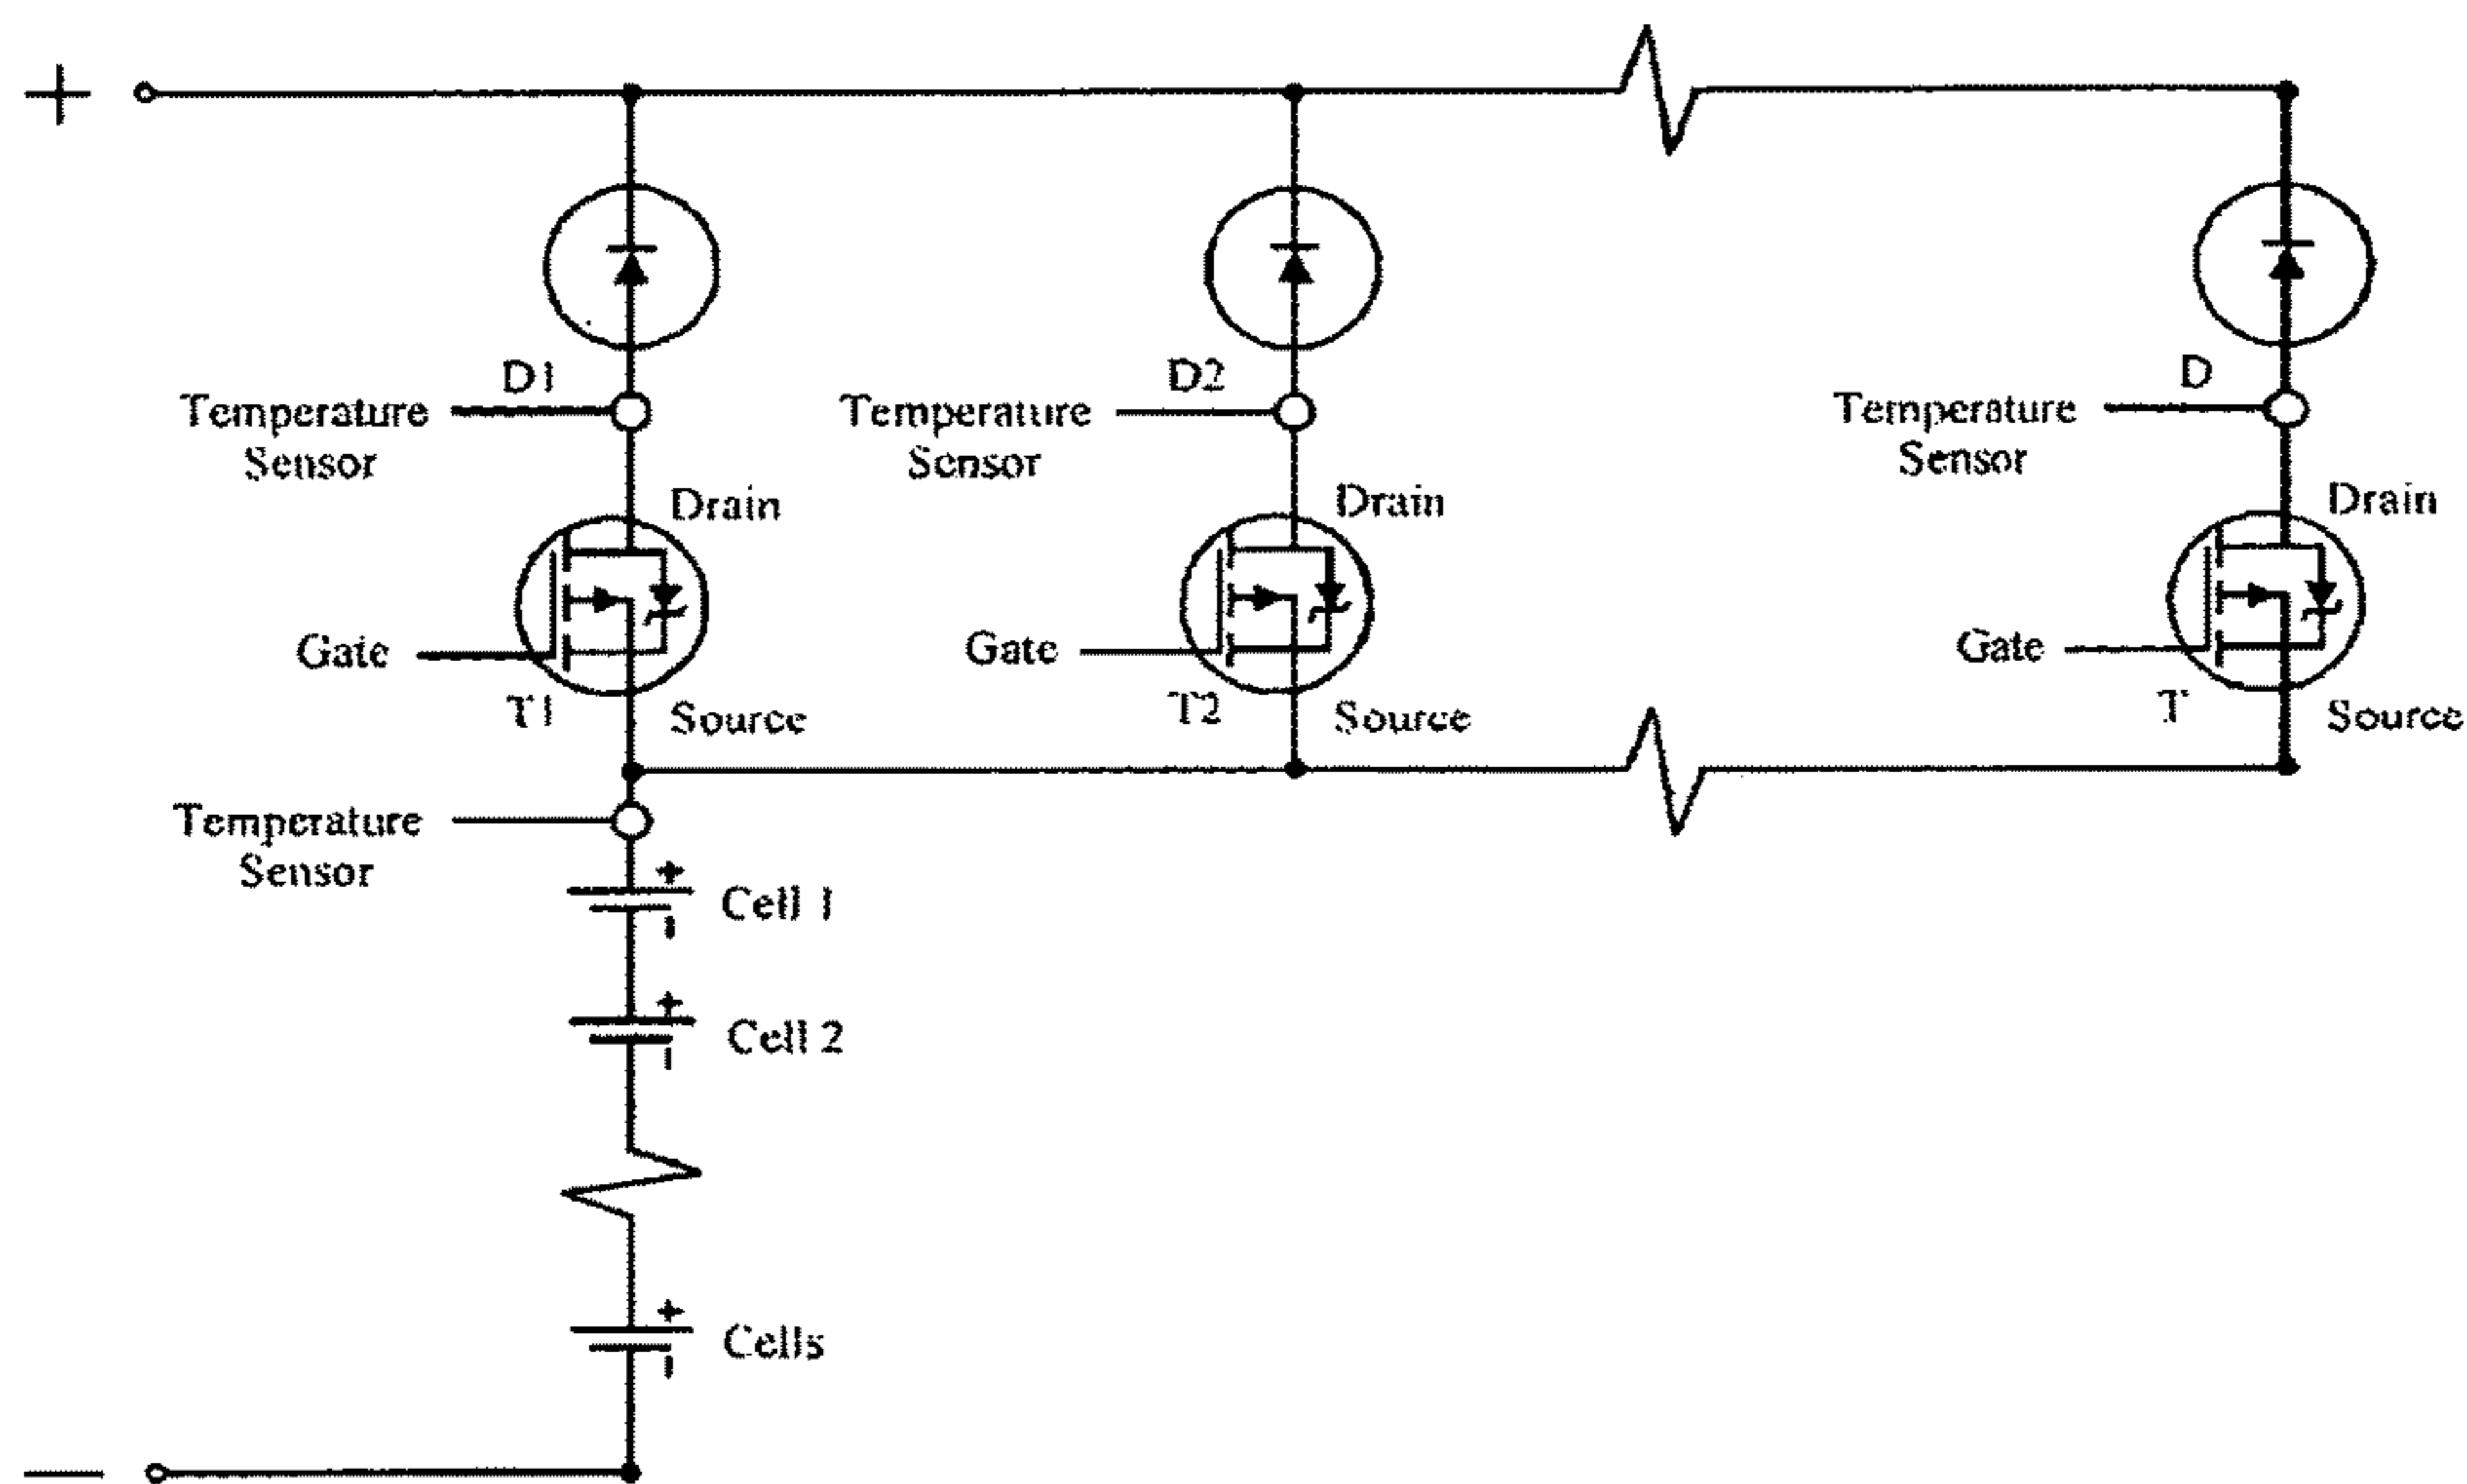 +
D1
D2
D
Temperature
Sensor
Temperature
Sensor
Temperature
Sensor
Drain
Drain
Drain
Gate
Gate
Gate
T1
T2
T
Source
Source
Source
Temperature
Sensor
+
Cell 1
-
+
Cell 2
-
+
Cells
-
—